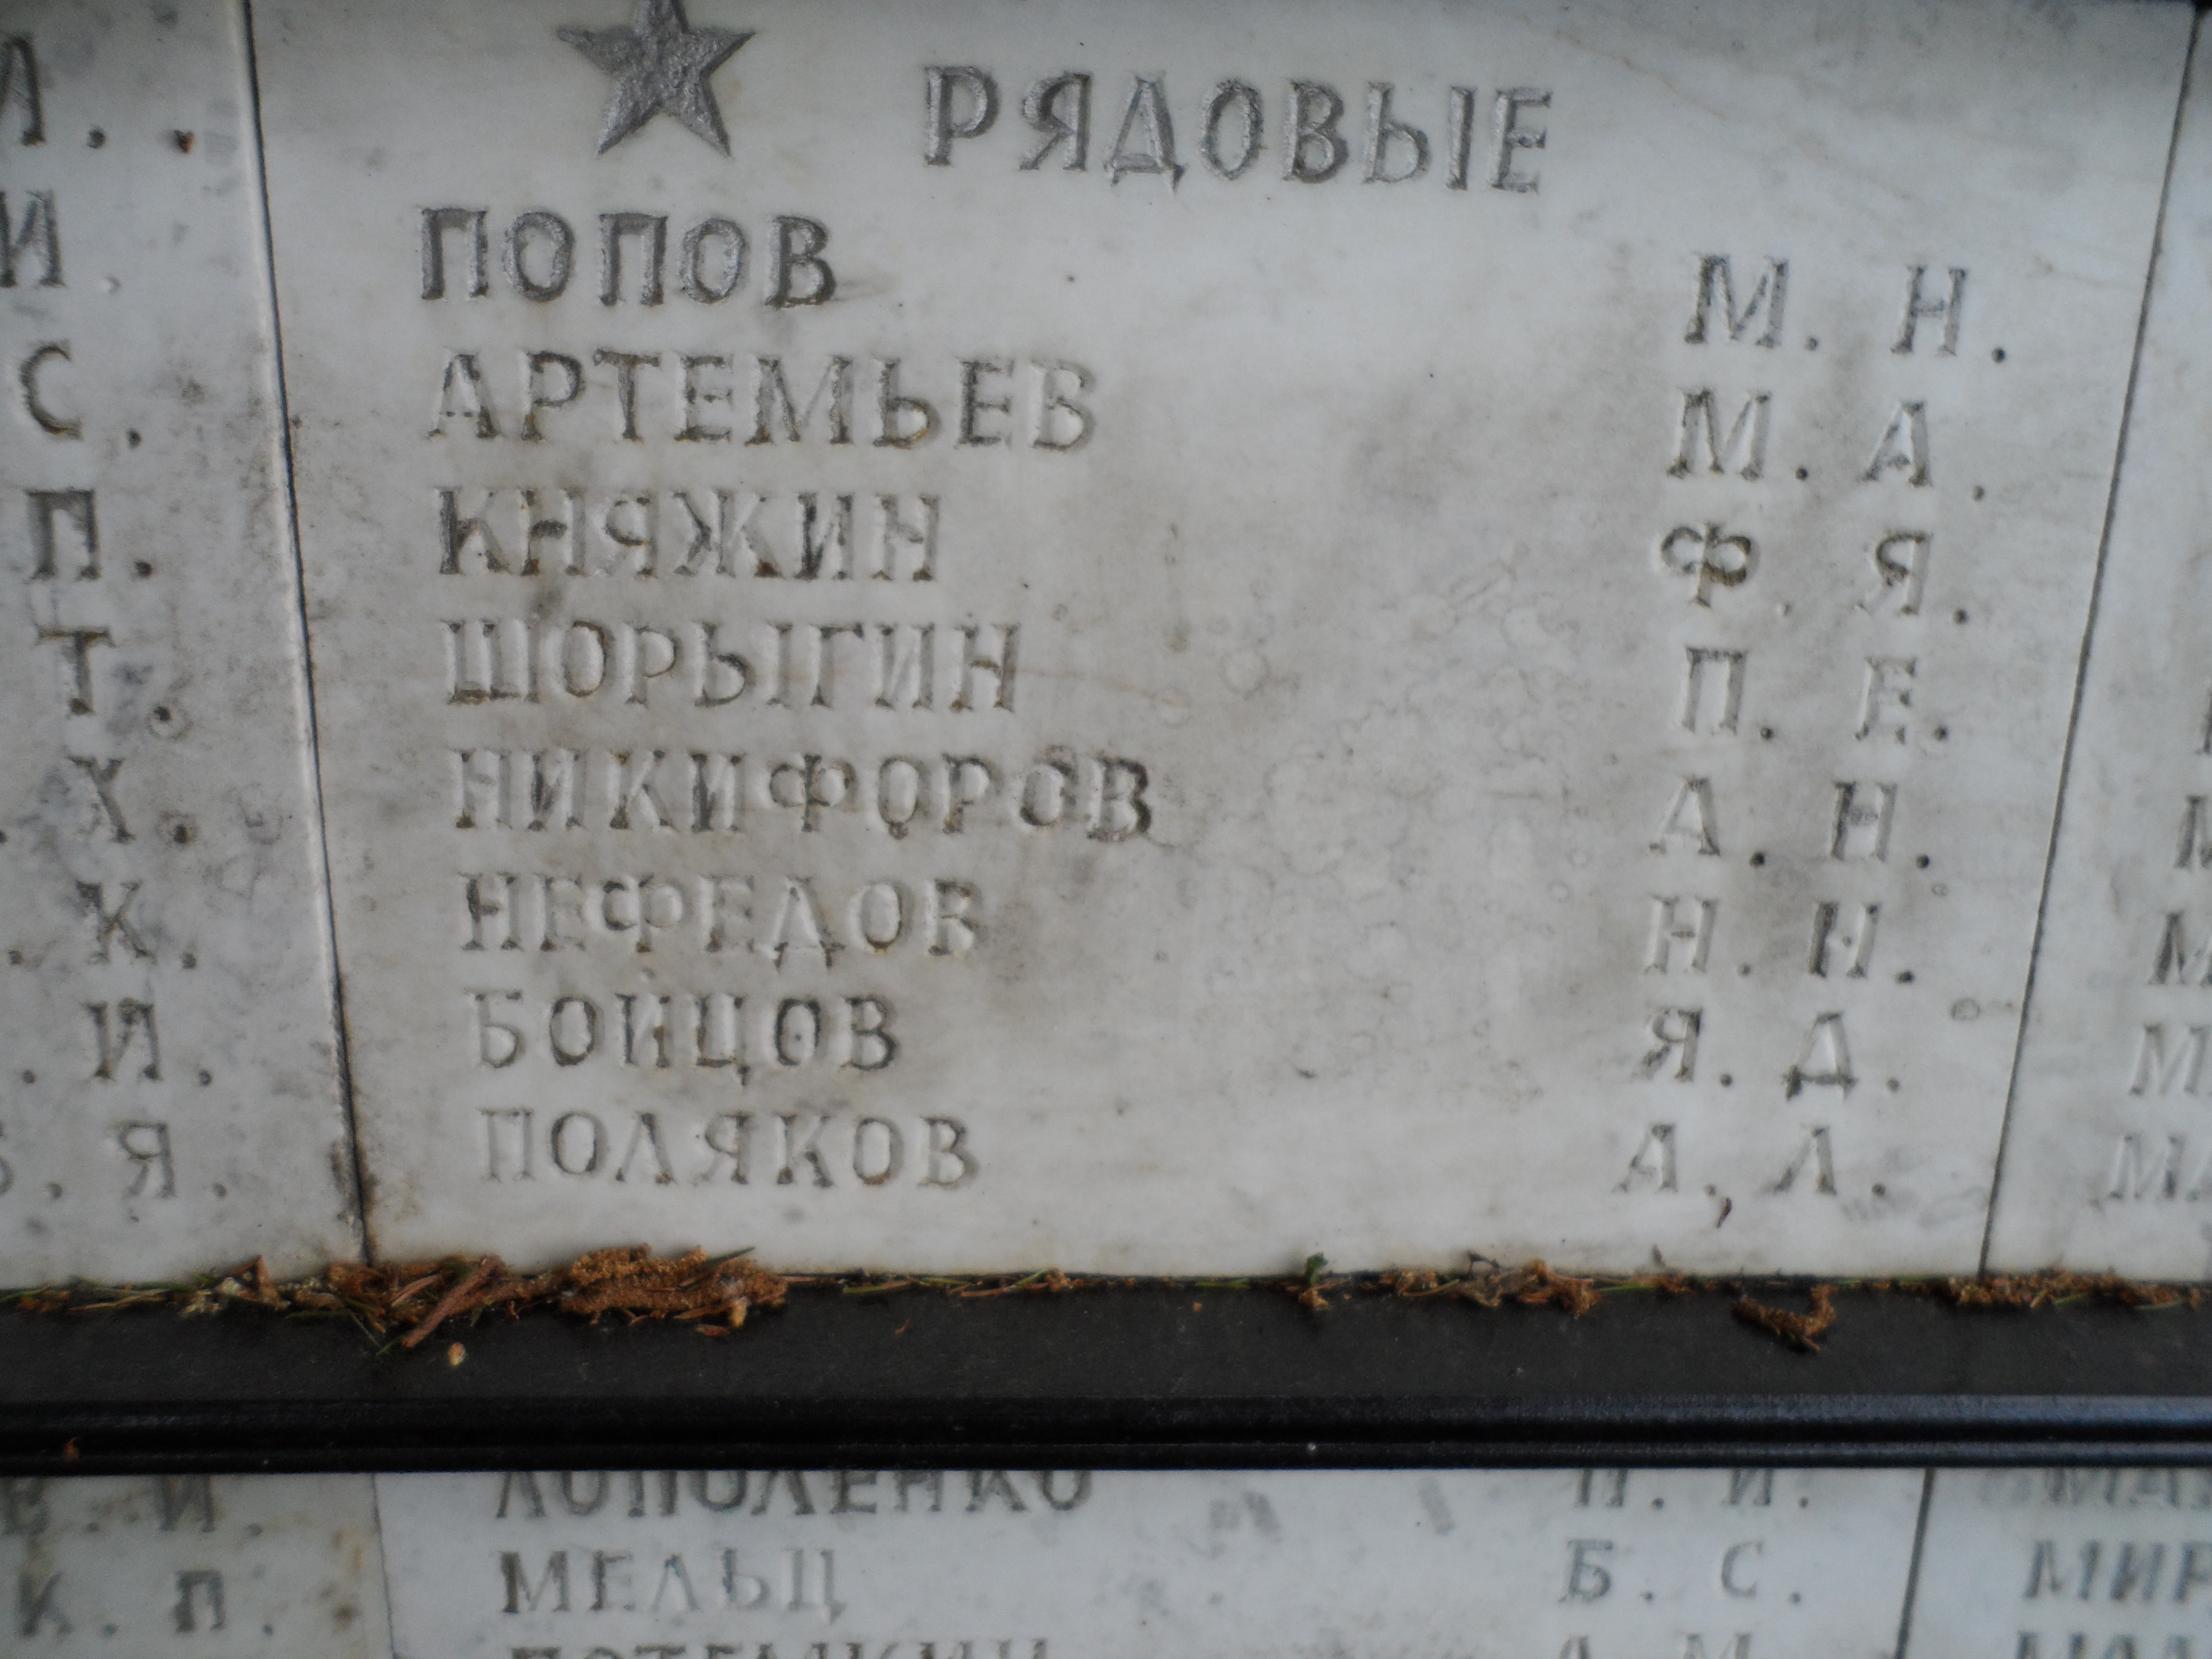 РЯДОВЫЕ
ПОПОВ М. Н.
АРТЕМЬЕВ М. А.
КНЯЖИН Ф. Я.
ШОРЫГИН П. Е.
НИКИФОРОВ А. Н.
НЕФЕДОВ Н. Н.
БОЙЦОВ Я. Д.
ПОЛЯКОВ А. Л.
И.
С.
П.
Т.
Х.
К.
И.
Я.
МЕЛЬЦ Б. С.
К. П.